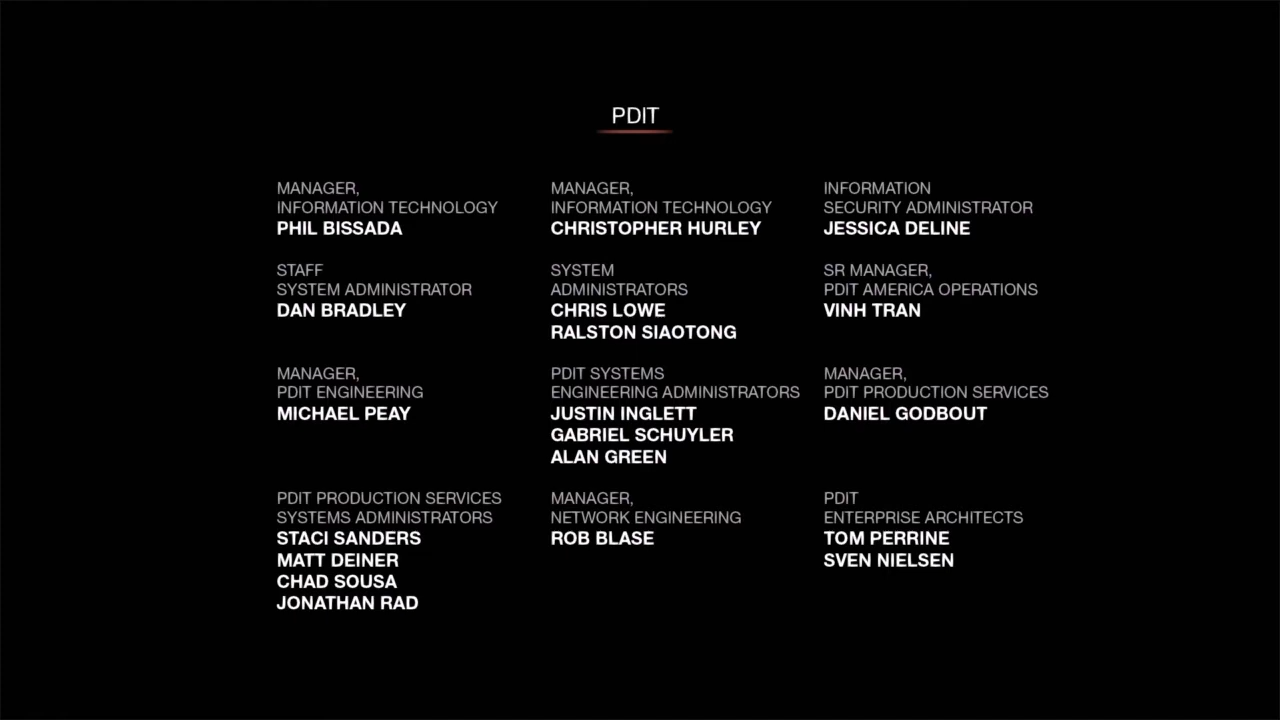 PDIT
MANAGER,
INFORMATION TECHNOLOGY
PHIL BISSADA
MANAGER,
INFORMATION TECHNOLOGY
CHRISTOPHER HURLEY
INFORMATION
SECURITY ADMINISTRATOR
JESSICA DELINE
STAFF
SYSTEM ADMINISTRATOR
DAN BRADLEY
SYSTEM
ADMINISTRATORS
CHRIS LOWE
RALSTON SIAOTONG
SR MANAGER,
PDIT AMERICA OPERATIONS
VINH TRAN
MANAGER,
PDIT ENGINEERING
MICHAEL PEAY
PDIT SYSTEMS
ENGINEERING ADMINISTRATORS
JUSTIN INGLETT
GABRIEL SCHUYLER
ALAN GREEN
MANAGER,
PDIT PRODUCTION SERVICES
DANIEL GODBOUT
PDIT PRODUCTION SERVICES
SYSTEMS ADMINISTRATORS
STACI SANDERS
MATT DEINER
CHAD SOUSA
JONATHAN RAD
MANAGER,
NETWORK ENGINEERING
ROB BLASE
PDIT
ENTERPRISE ARCHITECTS
TOM PERRINE
SVEN NIELSEN